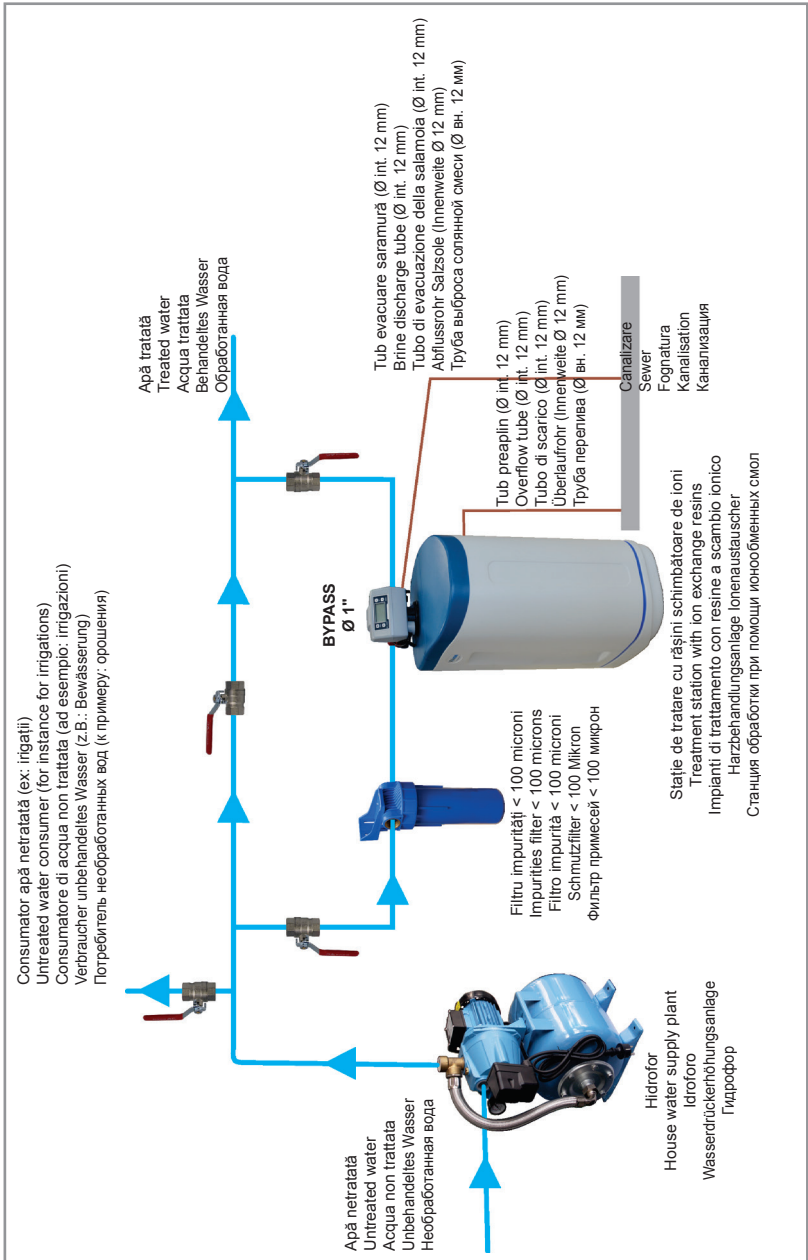 Consumator apă netratată (ex: irigații)
Untreated water consumer (for instance for irrigations)
Consumatore di acqua non trattata (ad esempio: irrigazioni)
Verbraucher unbehandeltes Wasser (z.B.: Bewässerung)
Потребитель необработанных вод (к примеру: орошения)
Apă tratată
Treated water
Acqua trattata
Behandeltes Wasser
Обработанная вода
Tub evacuare saramură (Ø int. 12 mm)
Brine discharge tube (Ø int. 12 mm)
Tubo di evacuazione della salamoia (Ø int. 12 mm)
Abflussrohr Salzsole (Innenweite Ø 12 mm)
Труба выброса солянной смеси (Ø вн. 12 мм)
BYPASS
Ø 1"
Tub preaplin (Ø int. 12 mm)
Overflow tube (Ø int. 12 mm)
Tubo di scarico (Ø int. 12 mm)
Überlaufrohr (Innenweite Ø 12 mm)
Труба перелива (Ø вн. 12 мм)
Canalizare
Sewer
Fognatura
Kanalisation
Канализация
Filtru impurități < 100 microni
Impurities filter < 100 microns
Filtro impurità < 100 microni
Schmutzfilter < 100 Mikron
Фильтр примесей < 100 микрон
Stație de tratare cu rășini schimbătoare de ioni
Treatment station with ion exchange resins
Impianti di trattamento con resine a scambio ionico
Harzbehandlungsanlage Ionenaustauscher
Станция обработки при помощи ионообменных смол
Apă netratată
Untreated water
Acqua non trattata
Unbehandeltes Wasser
Необработанная вода
Hidrofor
House water supply plant
Idroforo
Wasserdrückerhöhungsanlage
Гидрофор